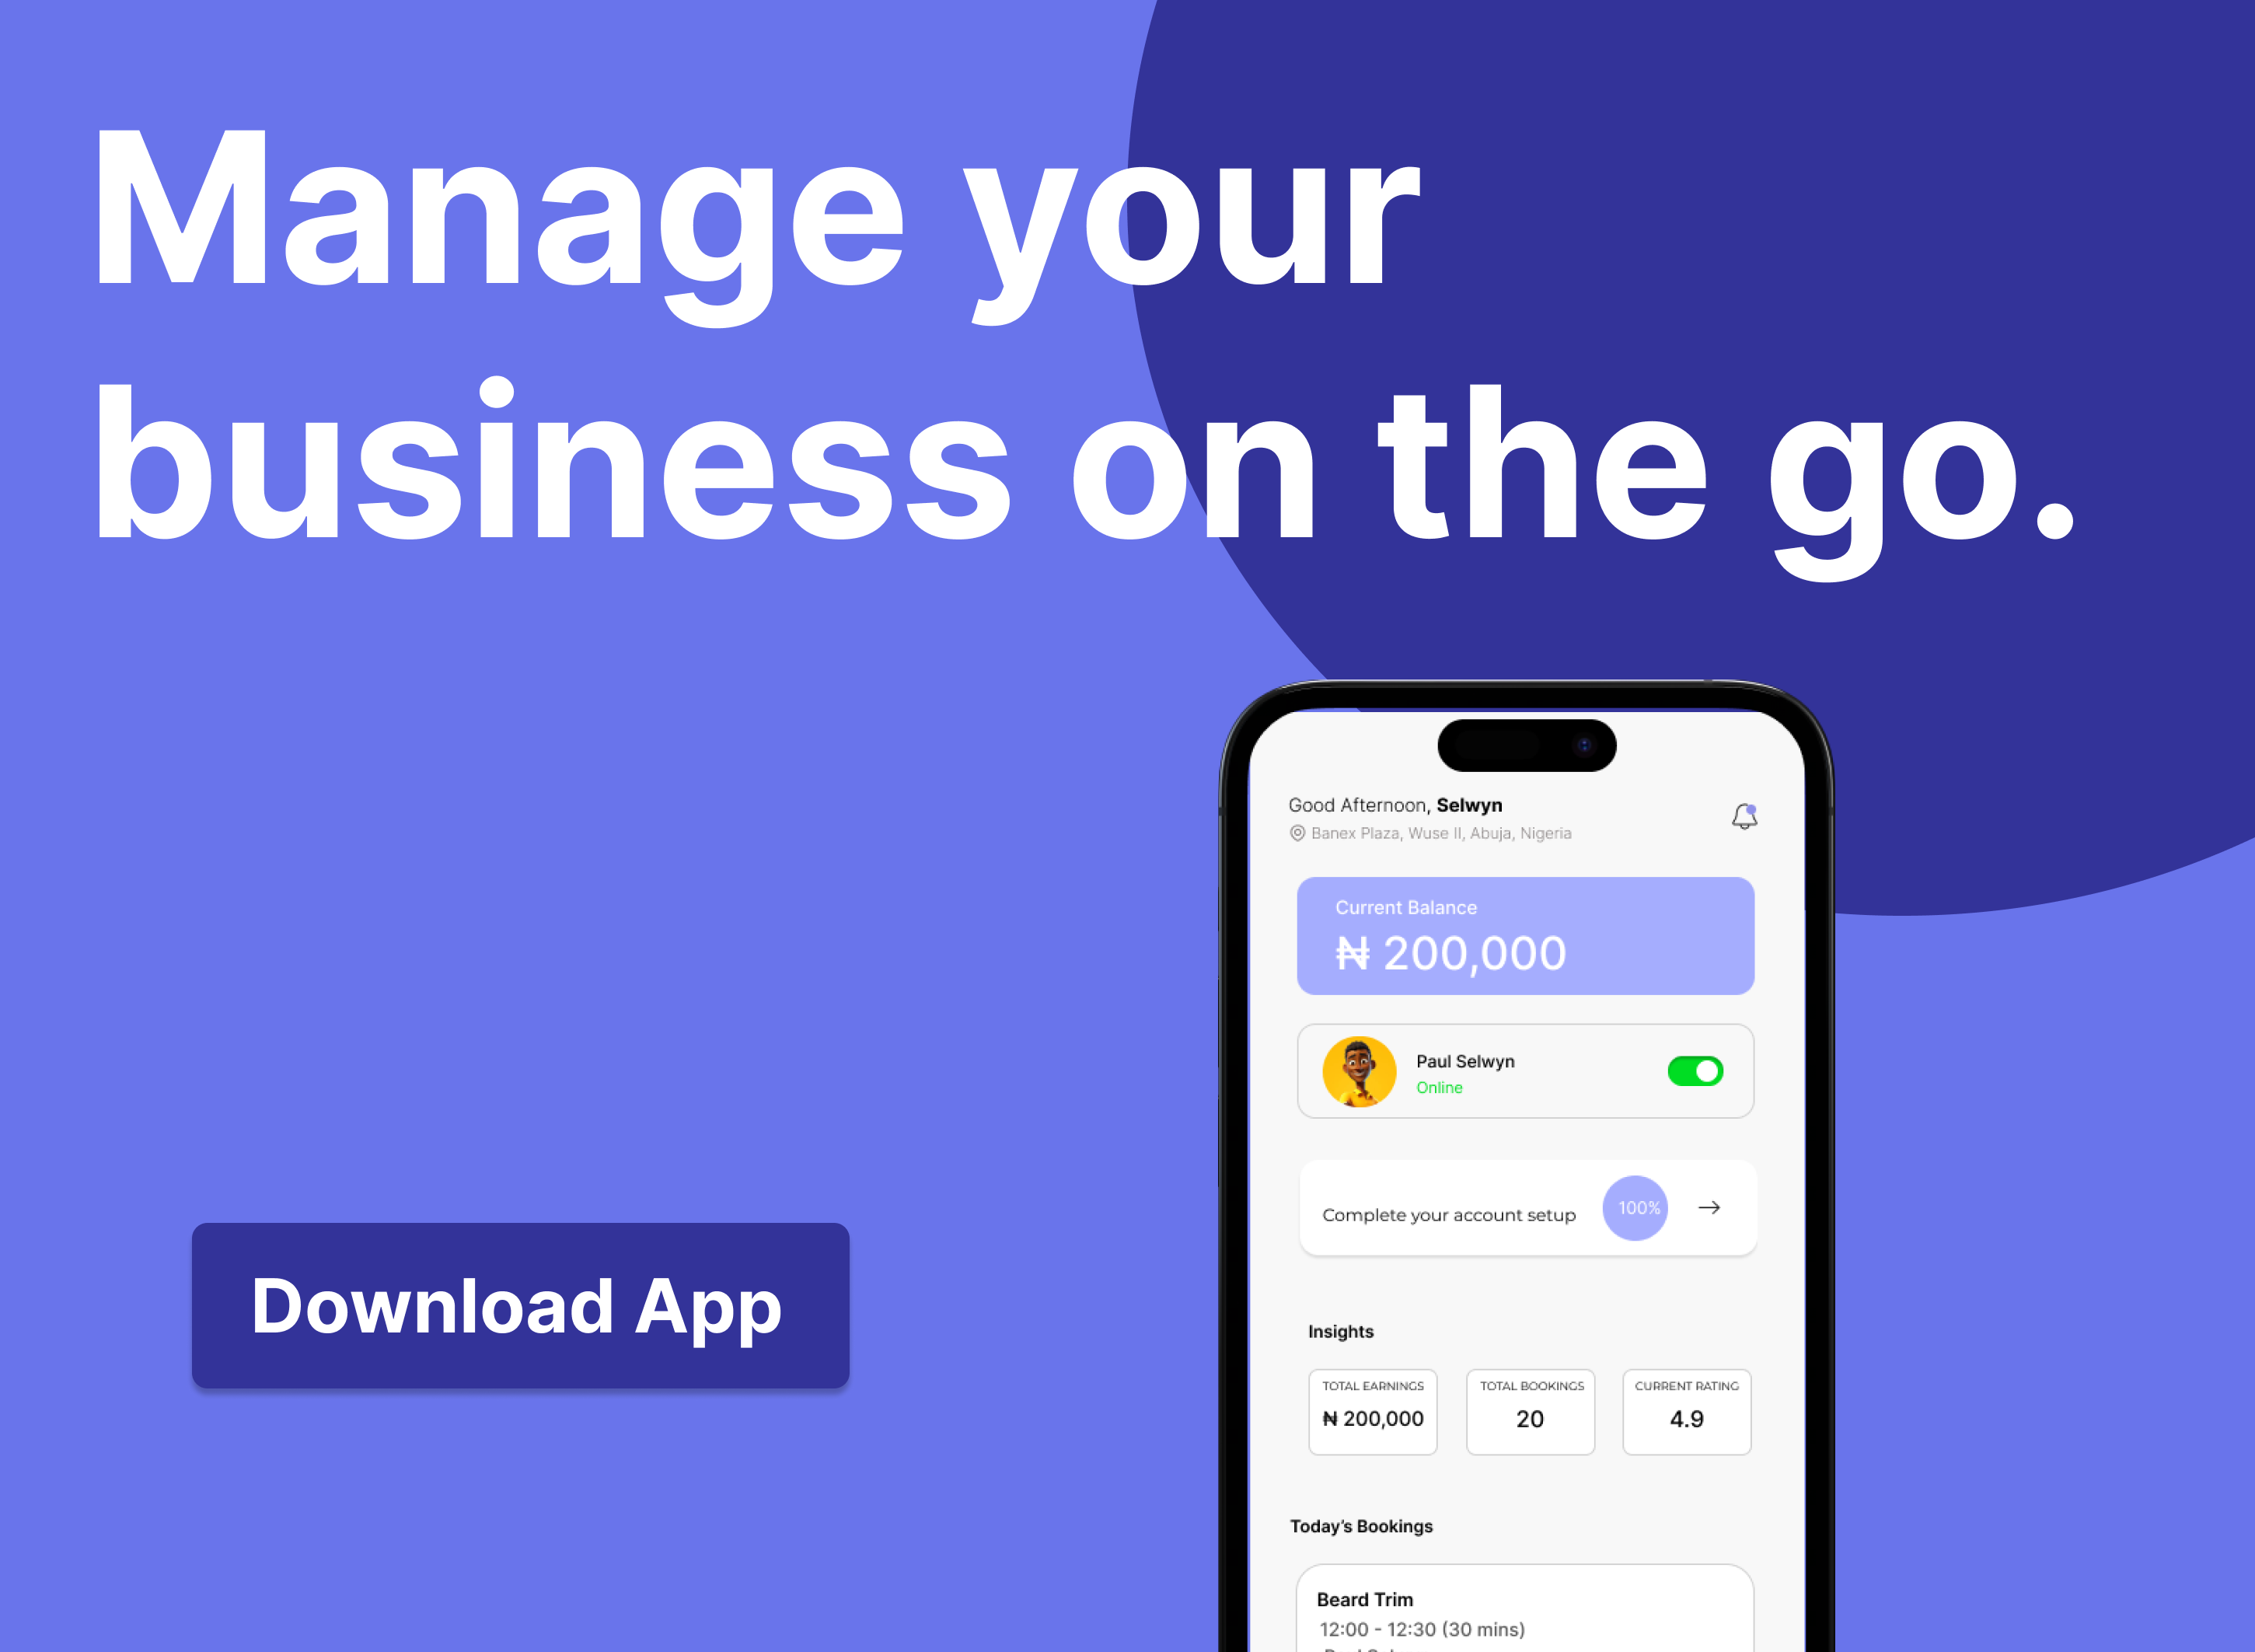 Manage your
business on the go.
Good Afternoon, Selwyn
Banex Plaza, Wuse II, Abuja, Nigeria
Current Balance
₦ 200,000
Paul Selwyn
Online
Complete your account setup
100%
Download App
Insights
TOTAL EARNINGS
₦ 200,000
TOTAL BOOKINGS
20
CURRENT RATING
4.9
Today's Bookings
Beard Trim
12:00 - 12:30 (30 mins)